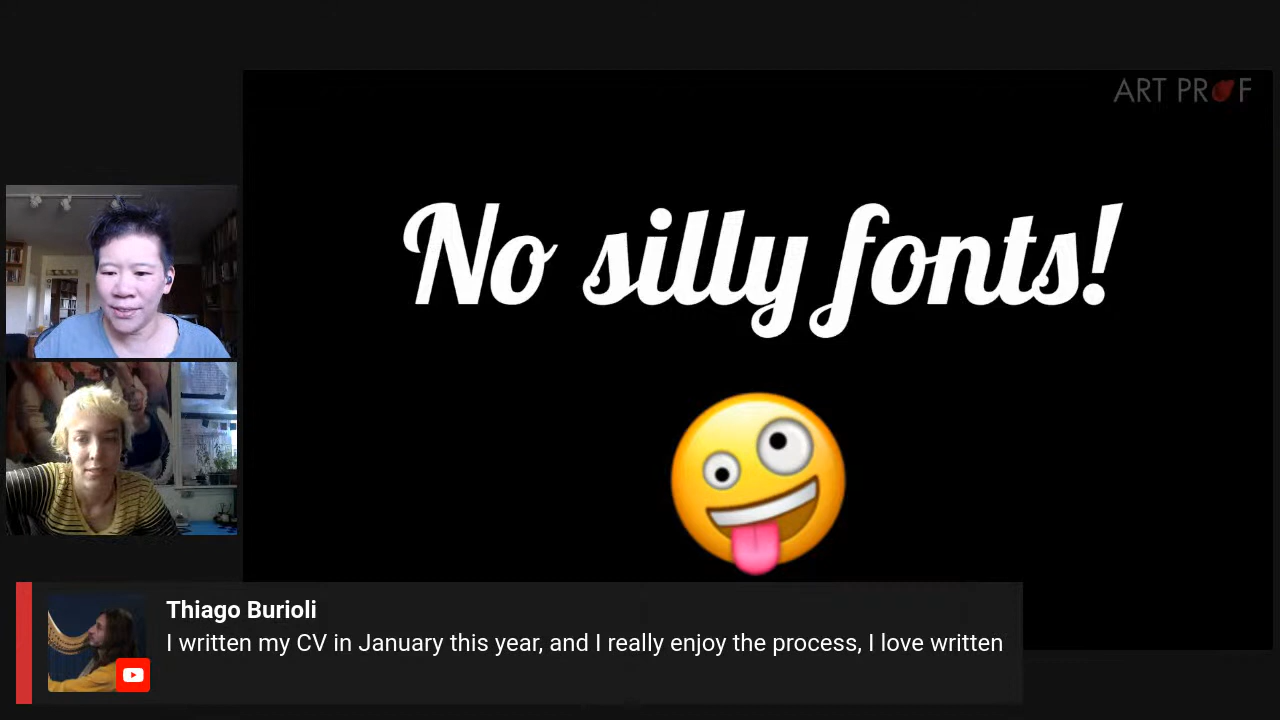 ART PROF
No silly fonts!
Thiago Burioli
I written my CV in January this year, and I really enjoy the process, I love written